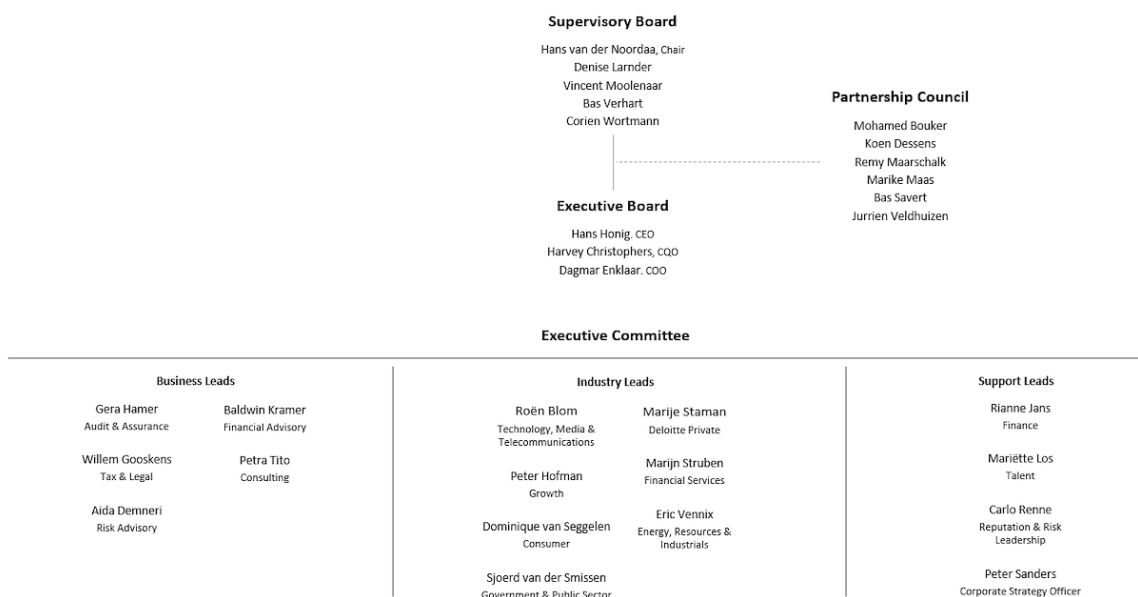 Supervisory Board
Hans van der Noordaa, Chair
Denise Larnder
Vincent Moolenaar
Bas Verhart
Corien Wortmann
Partnership Council
Mohamed Bouker
Koen Dessens
Remy Maarschalk
Marike Maas
Bas Savert
Jurrien Veldhuizen
Executive Board
Hans Honig. CEO
Harvey Christophers, CQO
Dagmar Enklaar. COO
Executive Committee
Business Leads
Gera Hamer
Audit & Assurance
Willem Gooskens
Tax & Legal
Aida Demneri
Risk Advisory
Baldwin Kramer
Financial Advisory
Petra Tito
Consulting
Industry Leads
Roën Blom
Technology, Media &
Telecommunications
Peter Hofman
Growth
Dominique van Seggelen
Consumer
Sjoerd van der Smissen
Government & Public Sector
Marije Staman
Deloitte Private
Marijn Struben
Financial Services
Eric Vennix
Energy, Resources &
Industrials
Support Leads
Rianne Jans
Finance
Mariëtte Los
Talent
Carlo Renne
Reputation & Risk
Leadership
Peter Sanders
Corporate Strategy Officer